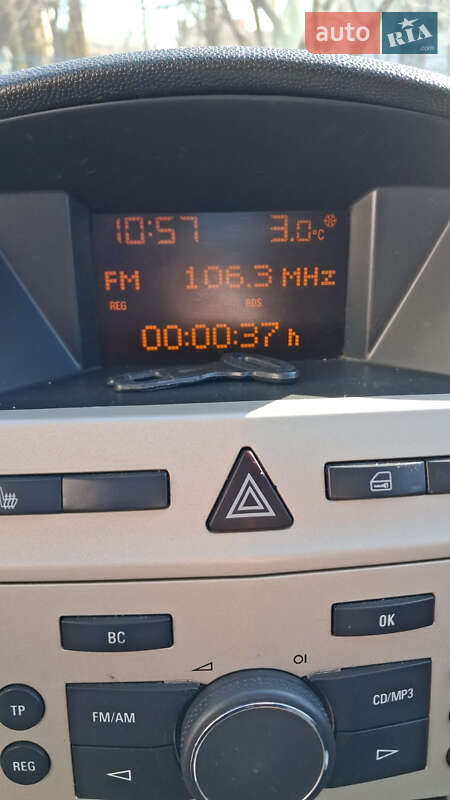 auto RIA
.com
10:57 3.0°C
FM 106.3 MHz
REG RDS
00:00:37 h
BC OK
TP FM/AM CD/MP3
REG